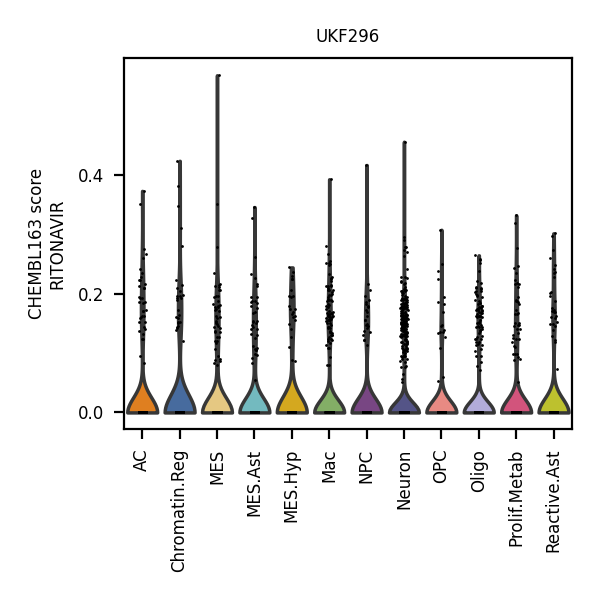 UKF296
CHEMBL163 score
RITONAVIR
0.4
0.2
0.0
AC
Chromatin.Reg
MES
MES.Ast
MES.Hyp
Mac
NPC
Neuron
OPC
Oligo
Prolif.Metab
Reactive.Ast